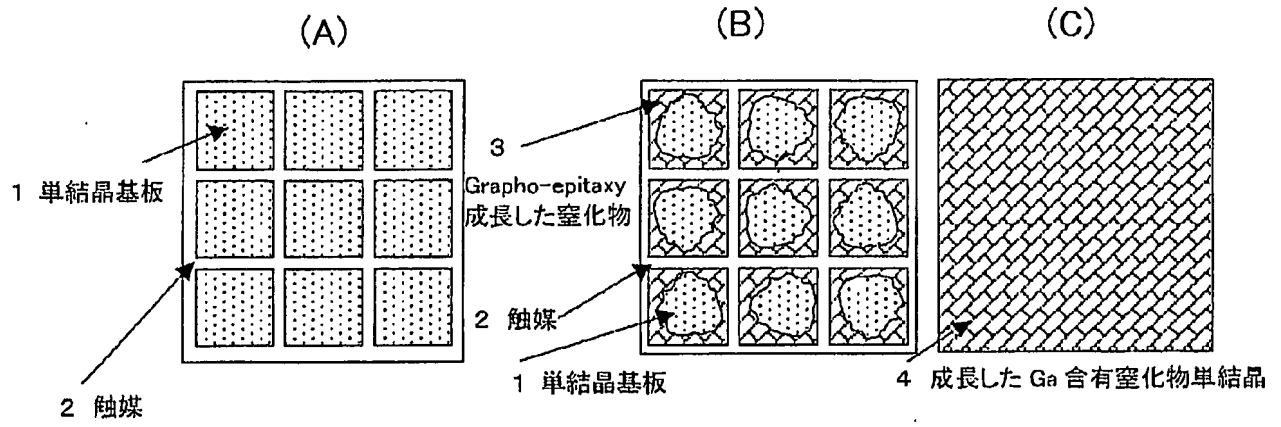 (A)
(B)
(C)
1 単結晶基板
2 触媒
3
Grapho-epitaxy
成長した窒化物
2 触媒
1 単結晶基板
4 成長した Ga 含有窒化物単結晶